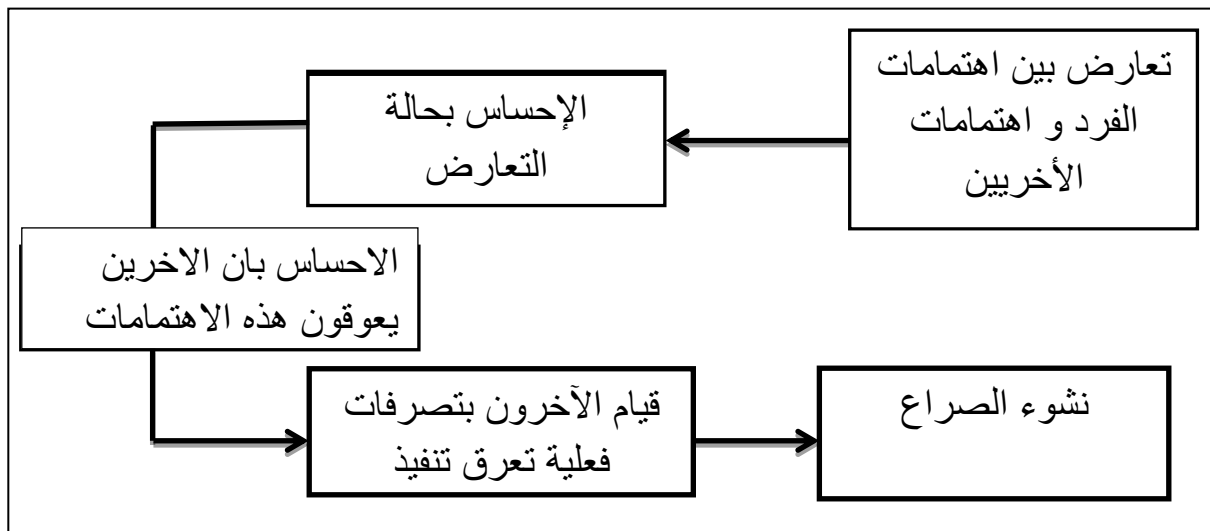 تعارض بين اهتمامات
الفرد و اهتمامات
الأخريين
الإحساس بحالة
التعارض
الاحساس بان الاخرين
يعوقون هذه الاهتمامات
قيام الآخرون بتصرفات
فعلية تعرق تنفيذ
نشوء الصراع